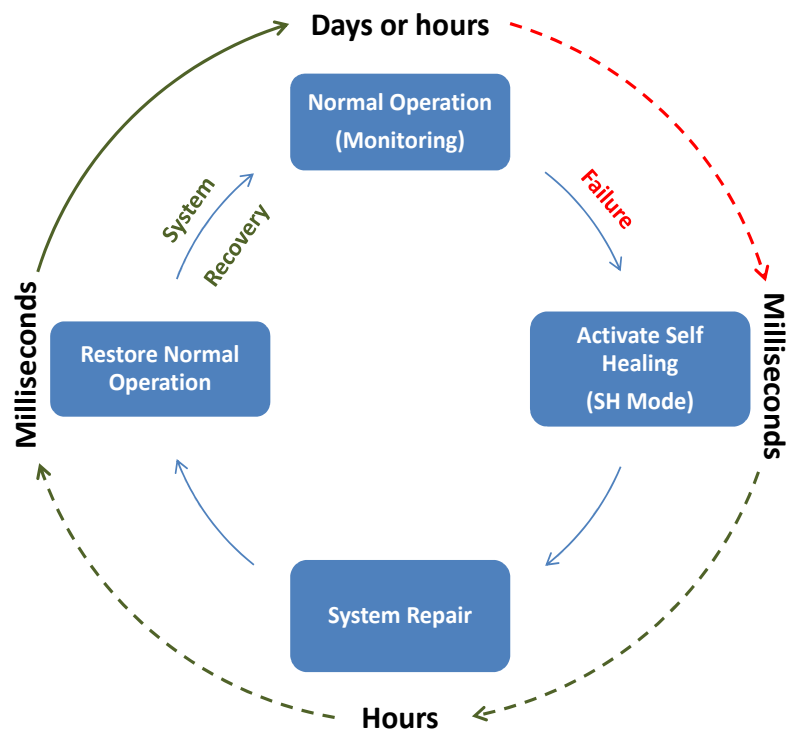 Days or hours
Normal Operation
(Monitoring)
Failure
System
Recovery
Milliseconds
Restore Normal
Operation
Activate Self
Healing
(SH Mode)
Milliseconds
System Repair
Hours